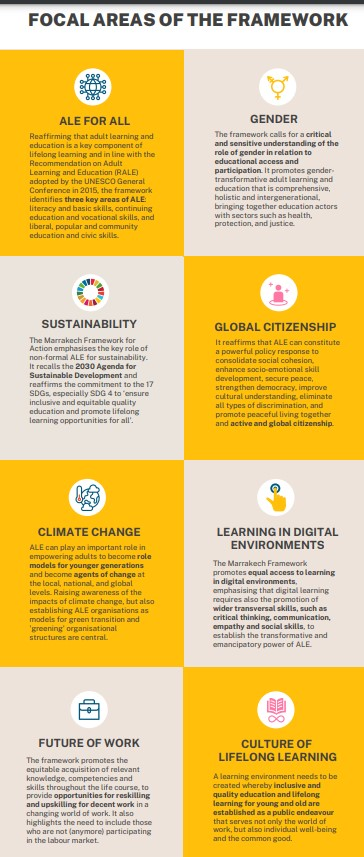 FOCAL AREAS OF THE FRAMEWORK
ALE FOR ALL
Reaffirming that adult learning and
education is a key component of
lifelong learning and in line with the
Recommendation on Adult
Learning and Education (RALE)
adopted by the UNESCO General
Conference in 2015, the framework
identifies three key areas of ALE:
literacy and basic skills, continuing
education and vocational skills, and
liberal, popular and community
education and civic skills.
GENDER
The framework calls for a critical
and sensitive understanding of the
role of gender in relation to
educational access and
participation. It promotes gender-
transformative adult learning and
education that is comprehensive,
holistic and intergenerational,
bringing together education actors
with sectors such as health,
protection, and justice.
SUSTAINABILITY
The Marrakech Framework for
Action emphasises the key role of
non-formal ALE for sustainability.
It recalls the 2030 Agenda for
Sustainable Development and
reaffirms the commitment to the 17
SDGs, especially SDG 4 to 'ensure
inclusive and equitable quality
education and promote lifelong
learning opportunities for all'.
GLOBAL CITIZENSHIP
It reaffirms that ALE can constitute
a powerful policy response to
consolidate social cohesion,
enhance socio-emotional skill
development, secure peace,
strengthen democracy, improve
cultural understanding, eliminate
all types of discrimination, and
promote peaceful living together
and active and global citizenship.
CLIMATE CHANGE
ALE can play an important role in
empowering adults to become role
models for younger generations
and become agents of change at
the local, national, and global
levels. Raising awareness of the
impacts of climate change, but also
establishing ALE organisations as
models for green transition and
'greening' organisational
structures are central.
LEARNING IN DIGITAL
ENVIRONMENTS
The Marrakech Framework
promotes equal access to learning
in digital environments,
emphasising that digital learning
requires also the promotion of
wider transversal skills, such as
critical thinking, communication,
empathy and social skills, to
establish the transformative and
emancipatory power of ALE.
FUTURE OF WORK
The framework promotes the
equitable acquisition of relevant
knowledge, competencies and
skills throughout the life course, to
provide opportunities for reskilling
and upskilling for decent work in a
changing world of work. It also
highlights the need to include those
who are not (anymore) participating
in the labour market.
CULTURE OF
LIFELONG LEARNING
A learning environment needs to be
created whereby inclusive and
quality education and lifelong
learning for young and old are
established as a public endeavour
that serves not only the world of
work, but also individual well-being
and the common good.